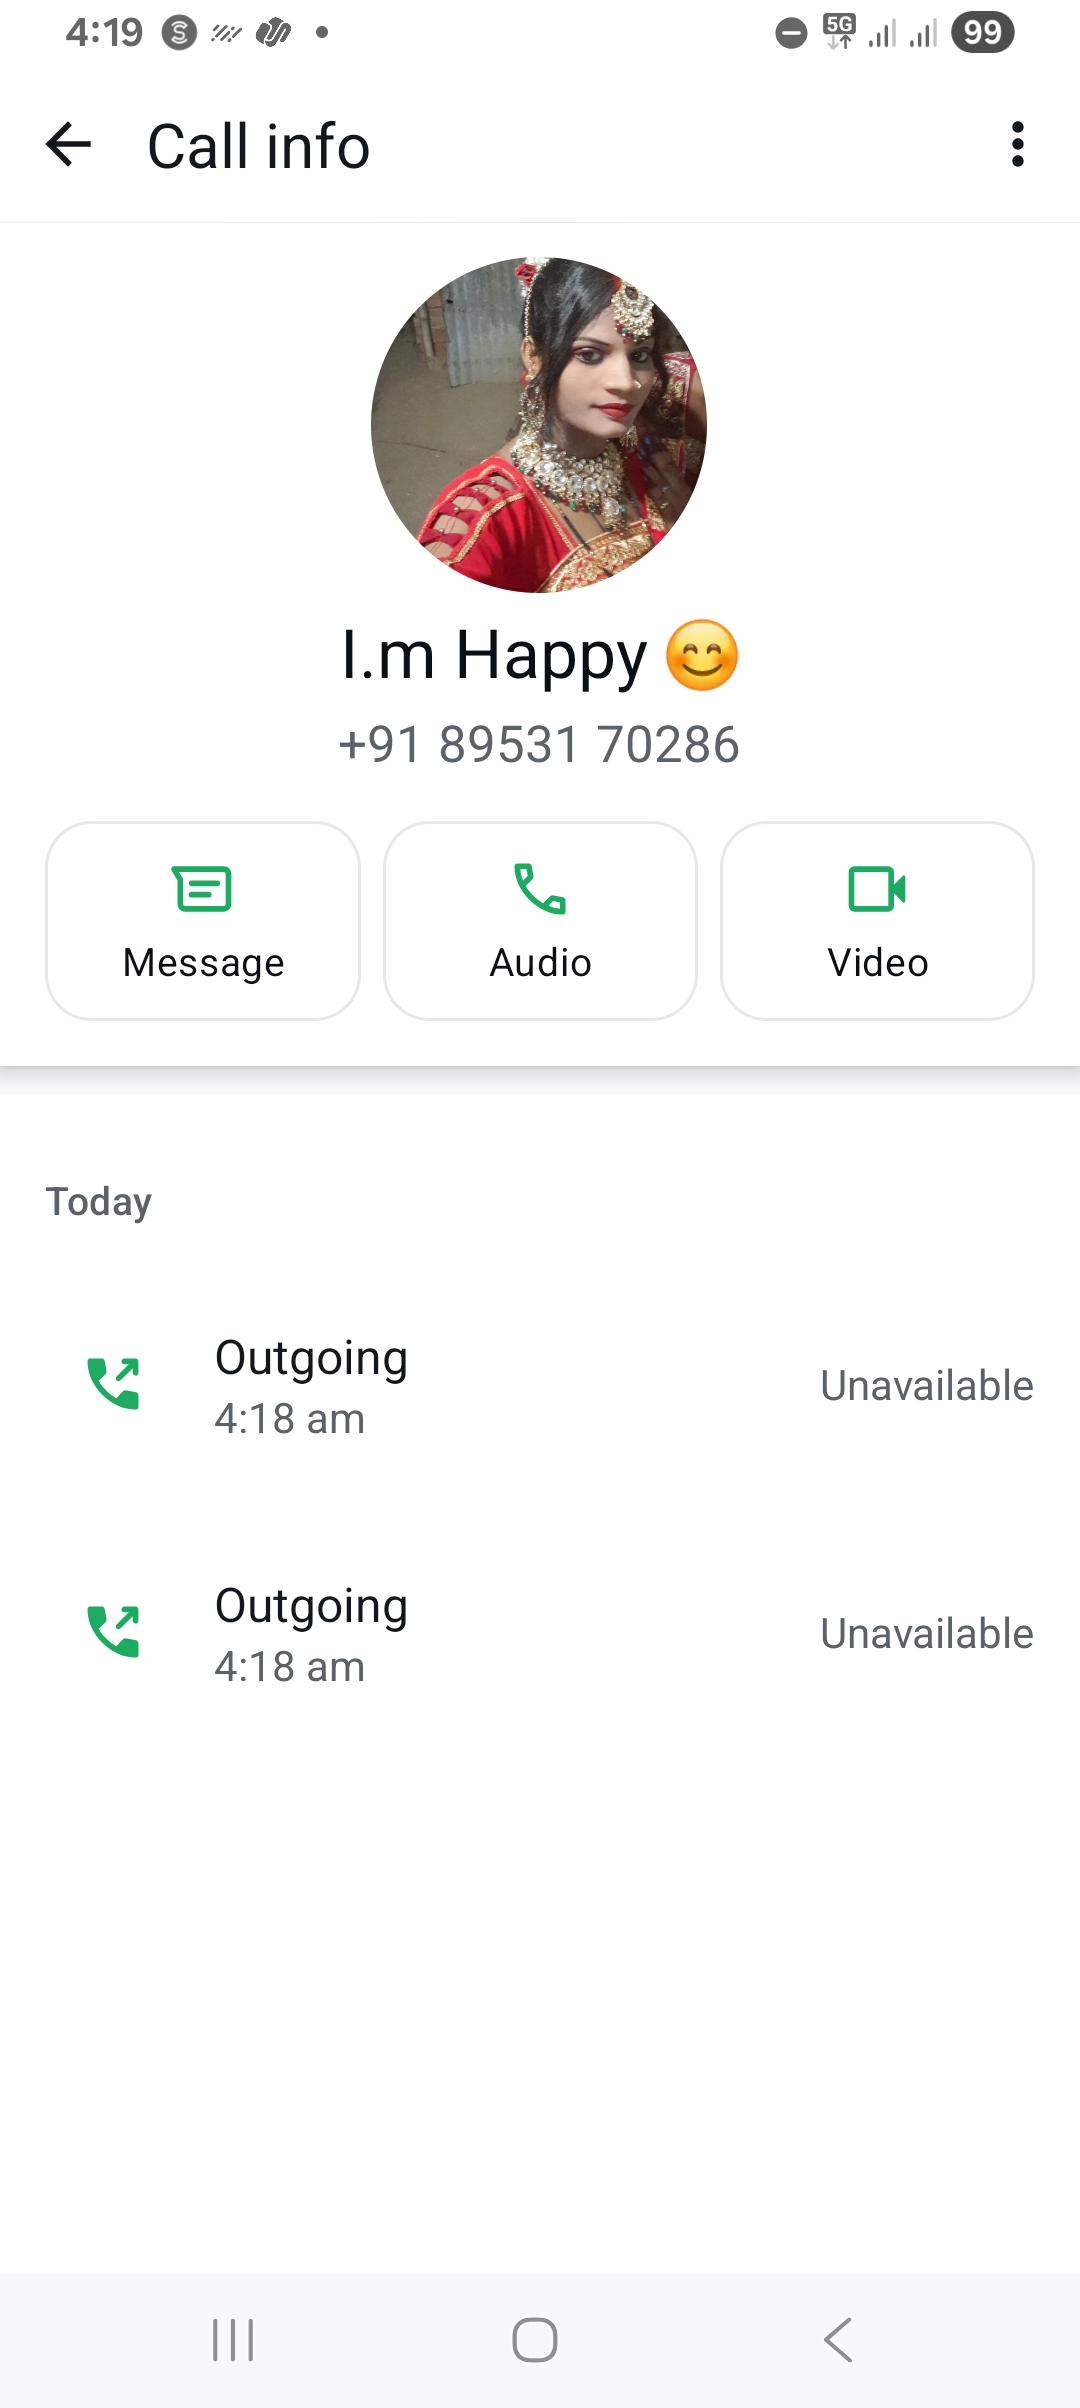 4:19
5G
99
Call info
I.m Happy 😊
+91 89531 70286
Message
Audio
Video
Today
Outgoing
4:18 am
Unavailable
Outgoing
4:18 am
Unavailable